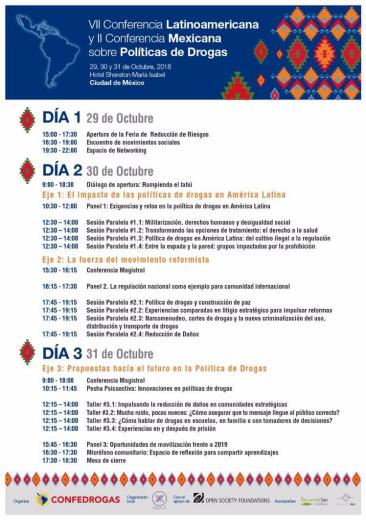 VII Conferencia Latinoamericana
y II Conferencia Mexicana
sobre Políticas de Drogas
29, 30 y 31 de Octubre, 2018
Hotel Sheraton María Isabel
Ciudad de México
DÍA 1 29 de Octubre
15:00 - 17:30 Apertura de la Feria de Reducción de Riesgos
16:30 - 19:00 Encuentro de movimientos sociales
19:30 - 22:00 Espacio de Networking
DÍA 2 30 de Octubre
9:00 - 10:30 Diálogo de apertura: Rompiendo el tabú
Eje 1: El impacto de las políticas de drogas en América Latina
10:30 - 12:00 Panel 1: Exigencias y retos en la política de drogas en América Latina
12:30 – 14:00 Sesión Paralela #1.1: Militarización, derechos humanos y desigualdad social
12:30 – 14:00 Sesión Paralela #1.2: Transformando las opciones de tratamiento: el derecho a la salud
12:30 – 14:00 Sesión Paralela #1.3: Política de drogas en América Latina: del cultivo ilegal a la regulación
12:30 – 14:00 Sesión Paralela #1.4: Entre la espada y la pared: grupos impactados por la prohibición
Eje 2: La fuerza del movimiento reformista
15:30 - 16:15 Conferencia Magistral
16:15 - 17:30 Panel 2. La regulación nacional como ejemplo para comunidad internacional
17:45 - 19:15 Sesión Paralela #2.1: Política de drogas y construcción de paz
17:45 - 19:15 Sesión Paralela #2.2: Experiencias comparadas en litigio estratégico para impulsar reformas
17:45 - 19:15 Sesión Paralela #2.3: Narcomenudeo, cortes de drogas y la nueva criminalización del uso,
distribución y transporte de drogas
17:45 - 19:15 Sesión Paralela #2.4: Reducción de Daños
DÍA 3 31 de Octubre
Eje 3: Propuestas hacía el futuro en la Política de Drogas
9:00 - 10:00 Conferencia Magistral
10:15 - 11:45 Pecha Psicoactiva: Innovaciones en políticas de drogas
12:15 – 14:00 Taller #3.1: Impulsando la reducción de daños en comunidades estratégicas
12:15 – 14:00 Taller #3.2: Mucho ruido, pocas nueces: ¿Cómo asegurar que tu mensaje llegue al público correcto?
12:15 – 14:00 Taller #3.3: ¿Cómo hablar de drogas en escuelas, en familia o con tomadores de decisiones?
12:15 – 14:00 Taller #3.4: Experiencias en y después de prisión
15:45 - 16:30 Panel 3: Oportunidades de movilización frente a 2019
16:30 - 17:30 Micrófono comunitario: Espacio de reflexión para compartir aprendizajes
17:30 - 18:30 Mesa de cierre
Organiza CONFEDROGAS Organizador local Con el apoyo de OPEN SOCIETY FOUNDATIONS Acompañan